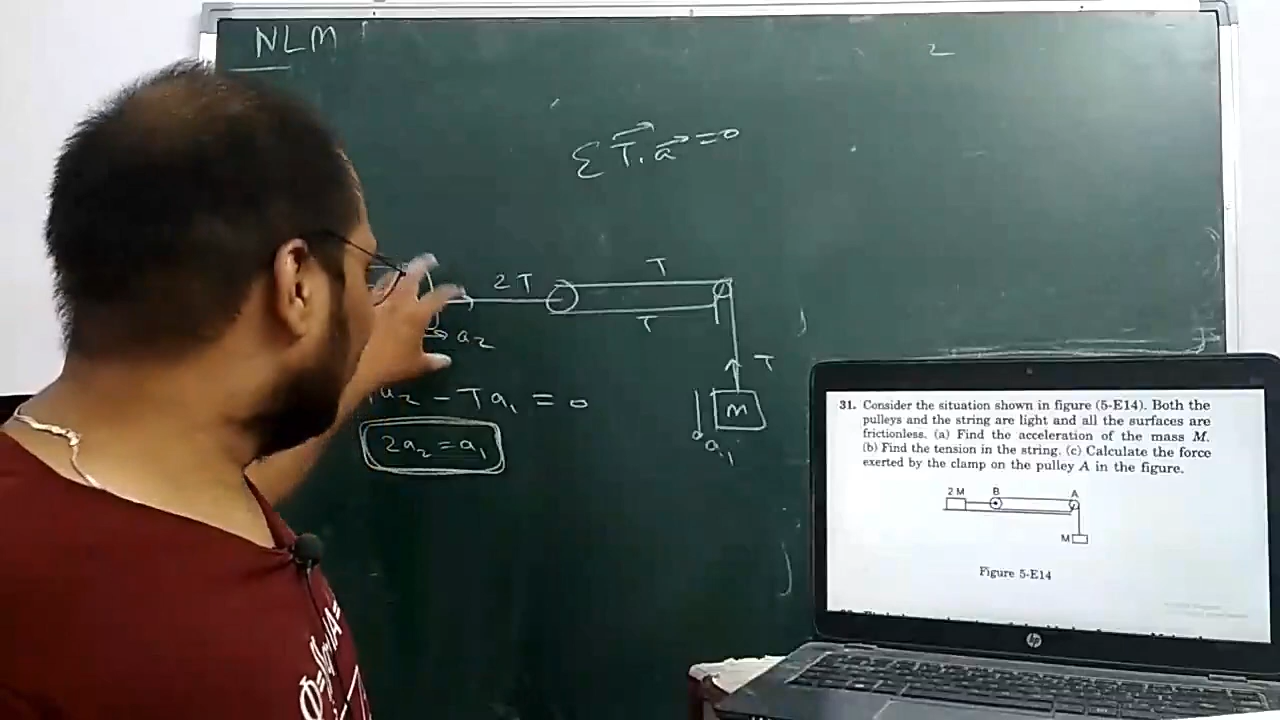 NLM
Σ T⃗.a⃗ = 0
2T
T
T
a2
T
M
a1
a2 - Ta1 = 0
2a2 = a1
31. Consider the situation shown in figure (5-E14). Both the
pulleys and the string are light and all the surfaces are
frictionless. (a) Find the acceleration of the mass M.
(b) Find the tension in the string. (c) Calculate the force
exerted by the clamp on the pulley A in the figure.
2 M
B
A
M
Figure 5-E14
hp